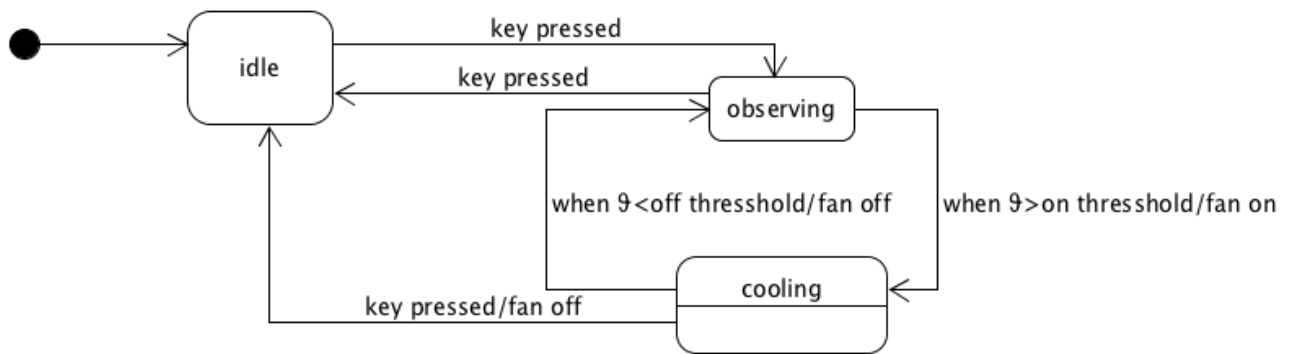 key pressed
idle
key pressed
observing
when ϑ<off thresshold/fan off
when ϑ>on thresshold/fan on
cooling
key pressed/fan off